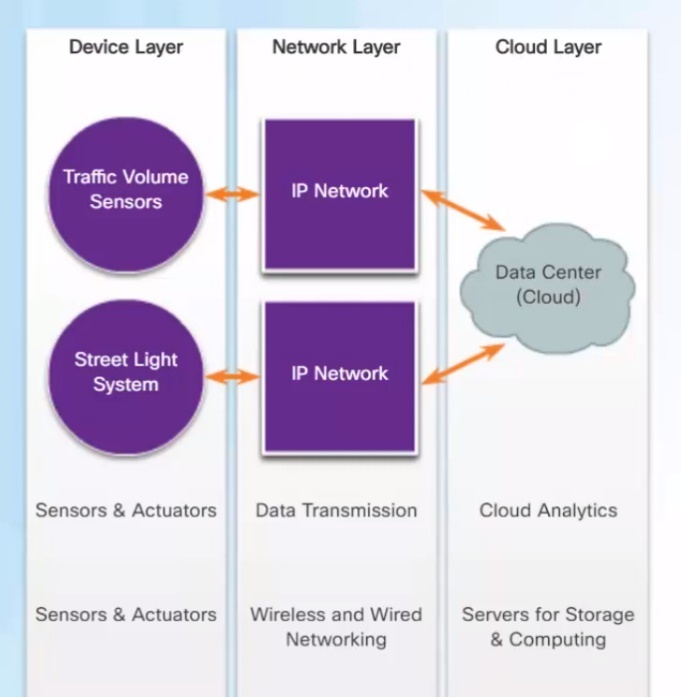 Device Layer
Network Layer
Cloud Layer
Traffic Volume
Sensors
IP Network
Data Center
(Cloud)
Street Light
System
IP Network
Sensors & Actuators
Data Transmission
Cloud Analytics
Sensors & Actuators
Wireless and Wired
Networking
Servers for Storage
& Computing